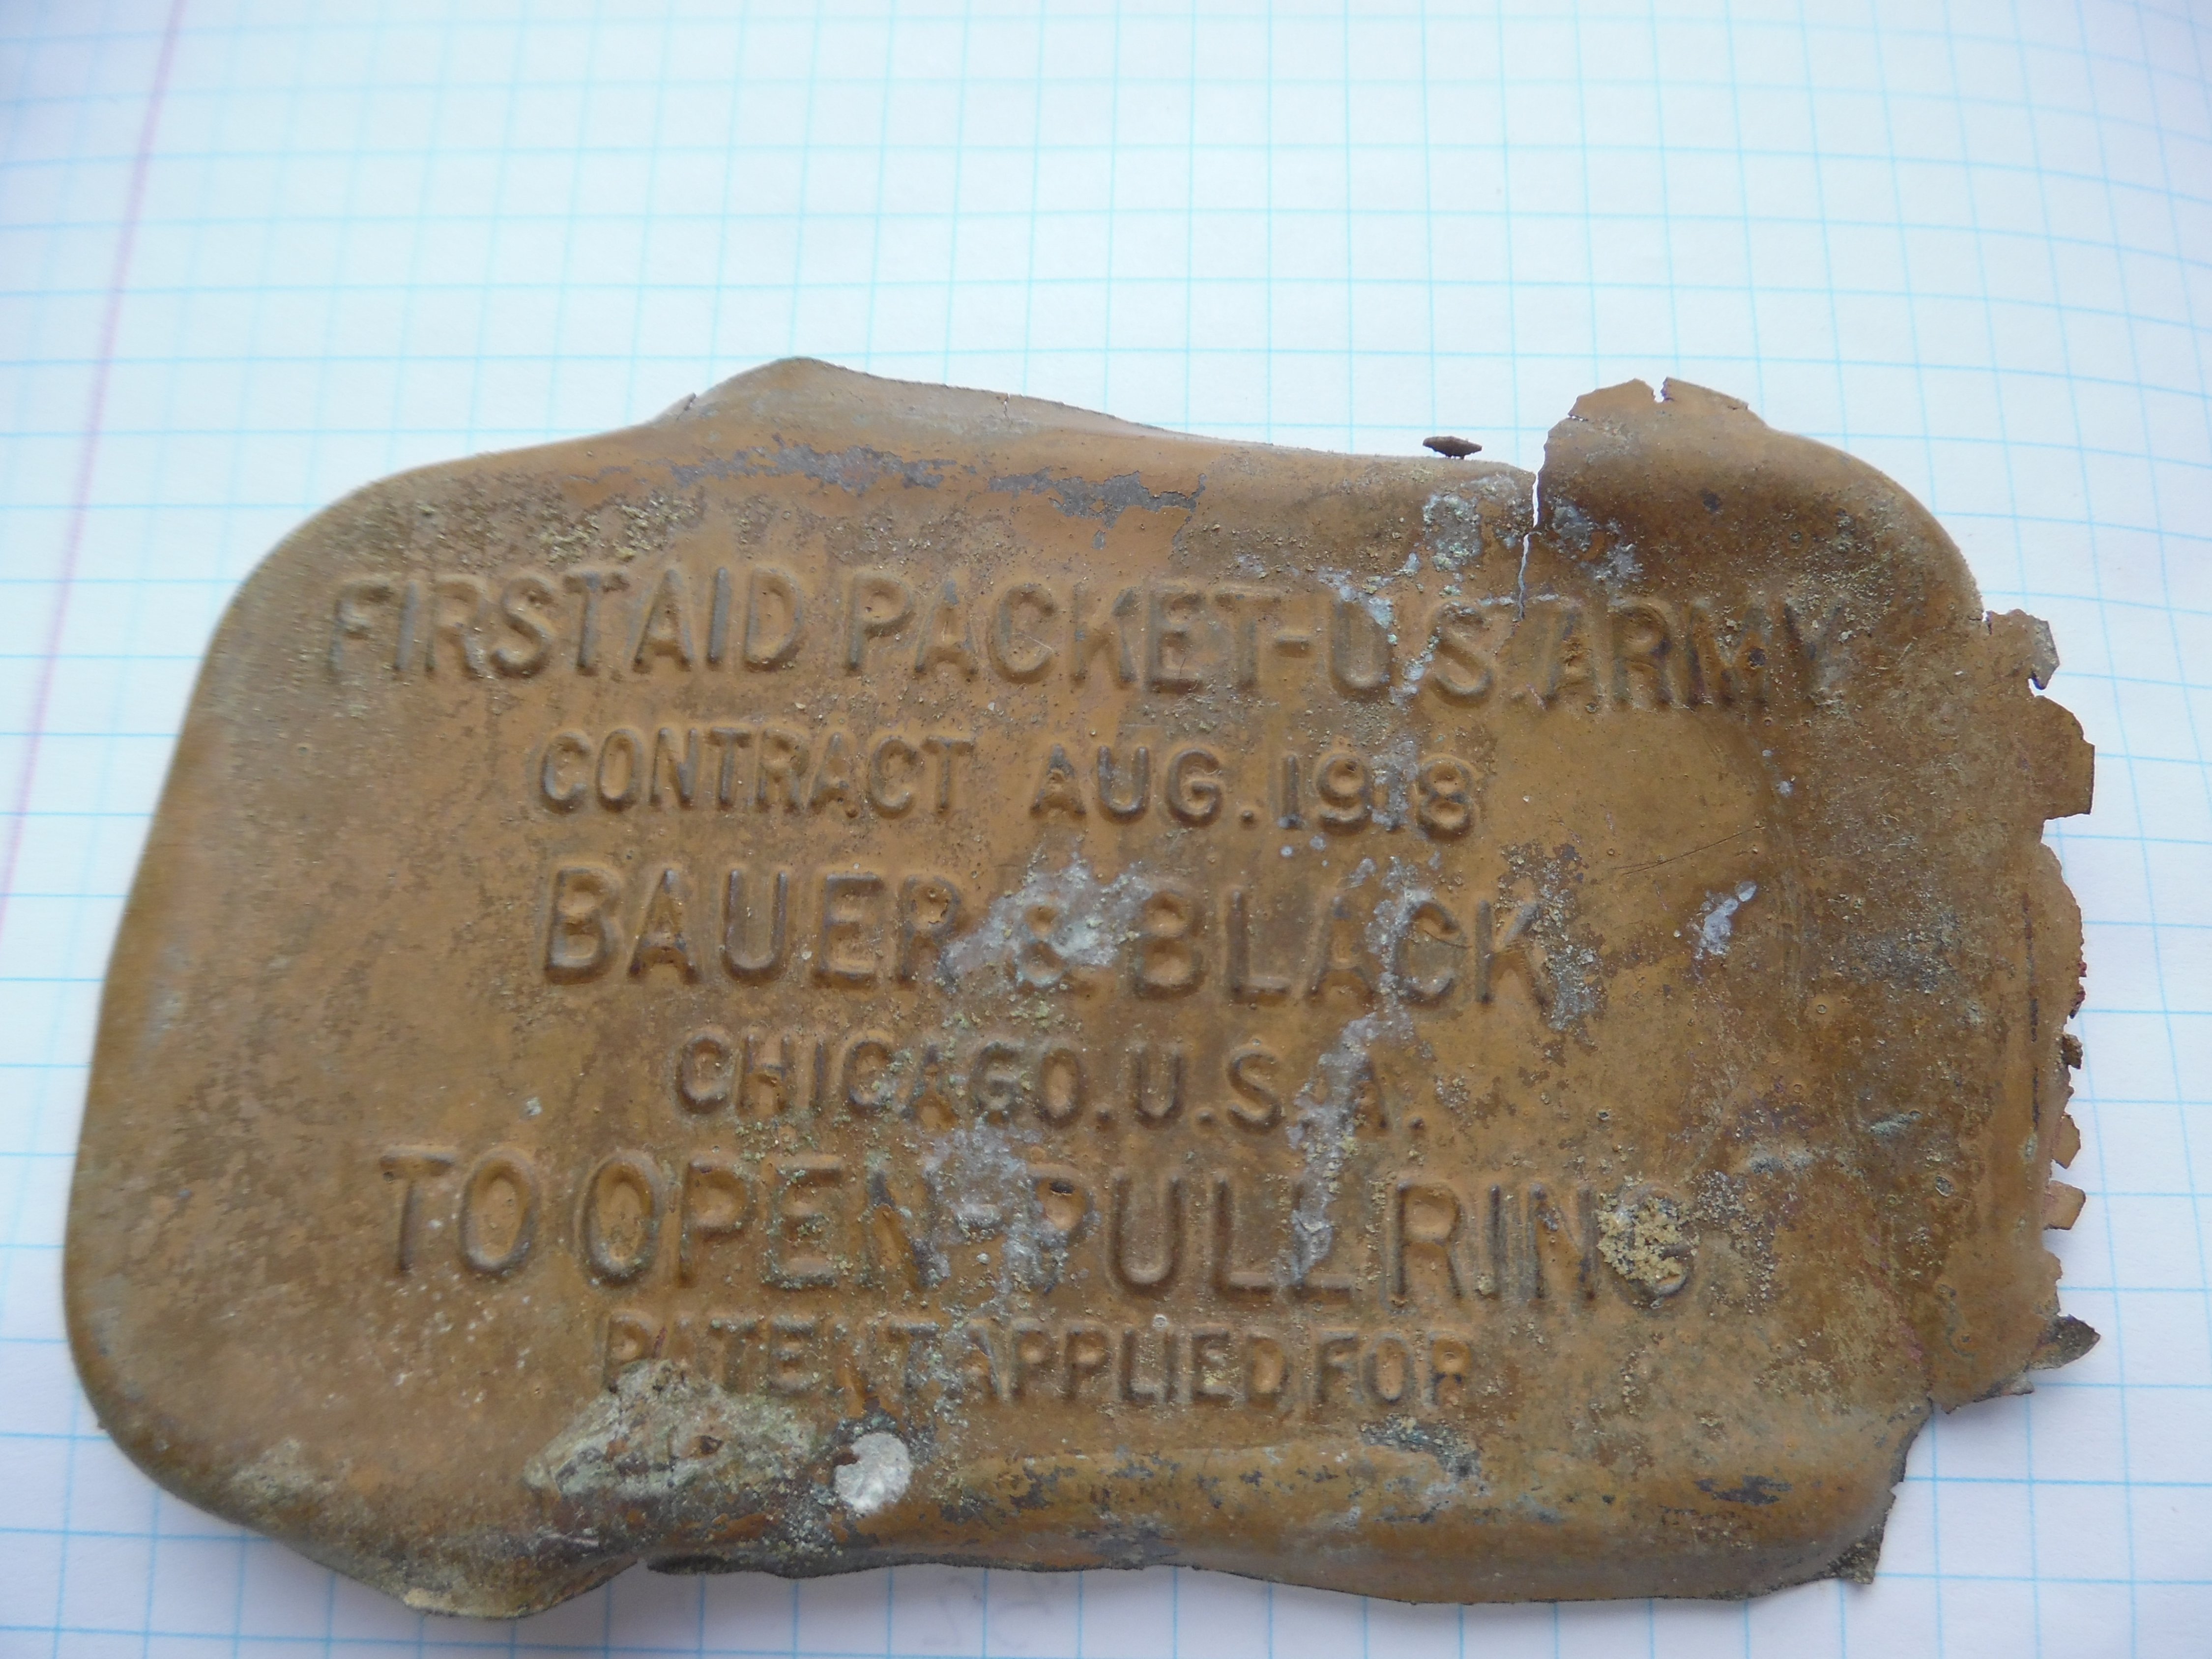 FIRST AID PACKET-U.S. ARMY
CONTRACT AUG. 1918
BAUER & BLACK
CHICAGO. U.S.A.
TO OPEN-PULL RING
PATENT APPLIED FOR